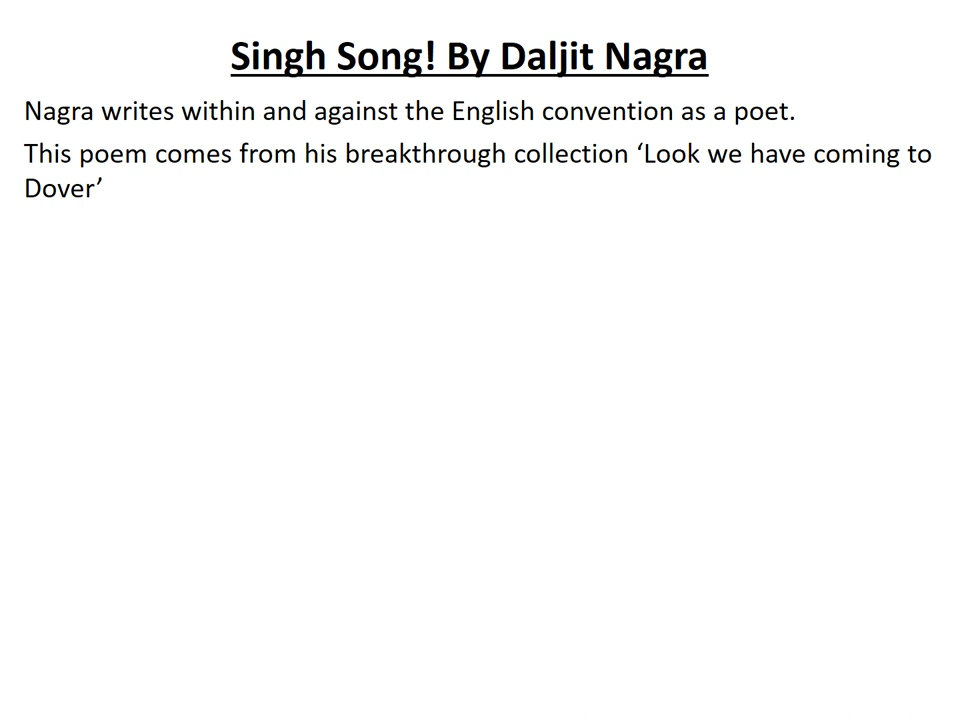 Singh Song! By Daljit Nagra
Nagra writes within and against the English convention as a poet.
This poem comes from his breakthrough collection ‘Look we have coming to
Dover’